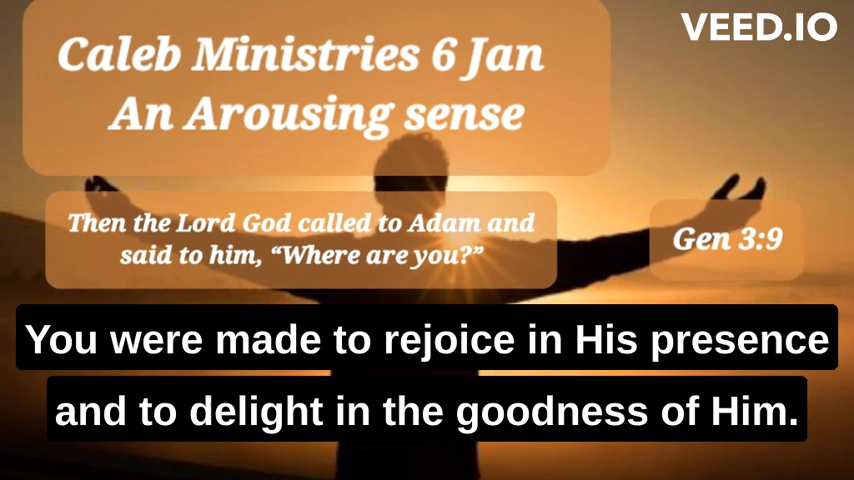 VEED.IO
Caleb Ministries 6 Jan
An Arousing sense
Then the Lord God called to Adam and
said to him, “Where are you?”
Gen 3:9
You were made to rejoice in His presence
and to delight in the goodness of Him.